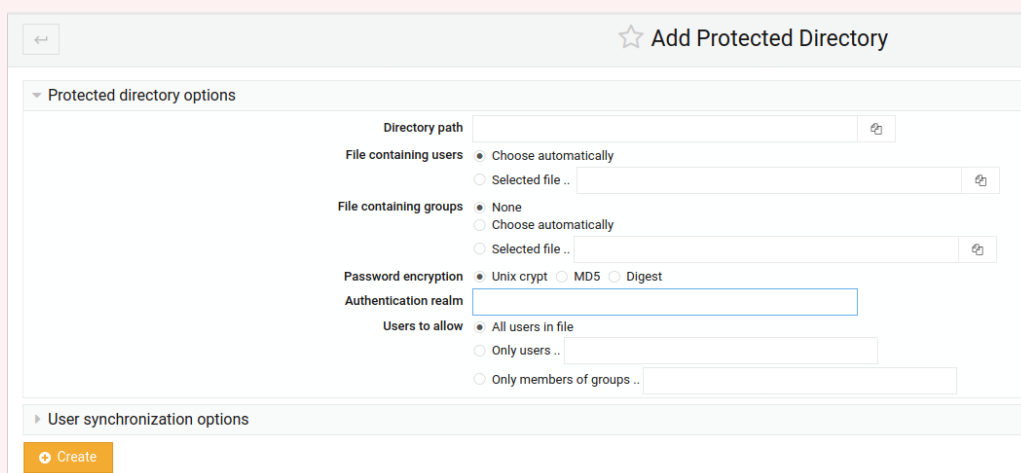 Add Protected Directory
Protected directory options
Directory path
File containing users Choose automatically
Selected file ..
File containing groups None
Choose automatically
Selected file ..
Password encryption Unix crypt MD5 Digest
Authentication realm
Users to allow All users in file
Only users ..
Only members of groups ..
User synchronization options
Create